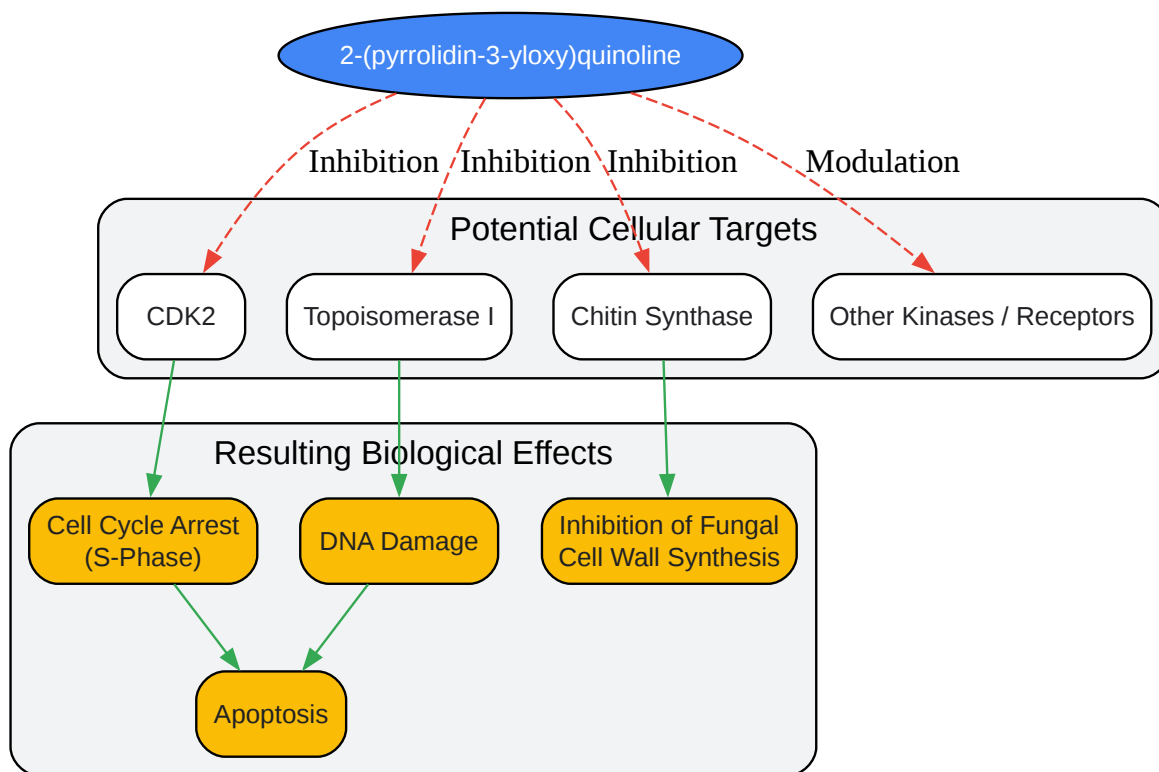 2-(pyrrolidin-3-yloxy)quinoline
Inhibition
Inhibition
Inhibition
Modulation
Potential Cellular Targets
CDK2
Topoisomerase I
Chitin Synthase
Other Kinases / Receptors
Resulting Biological Effects
Cell Cycle Arrest
(S-Phase)
DNA Damage
Inhibition of Fungal
Cell Wall Synthesis
Apoptosis